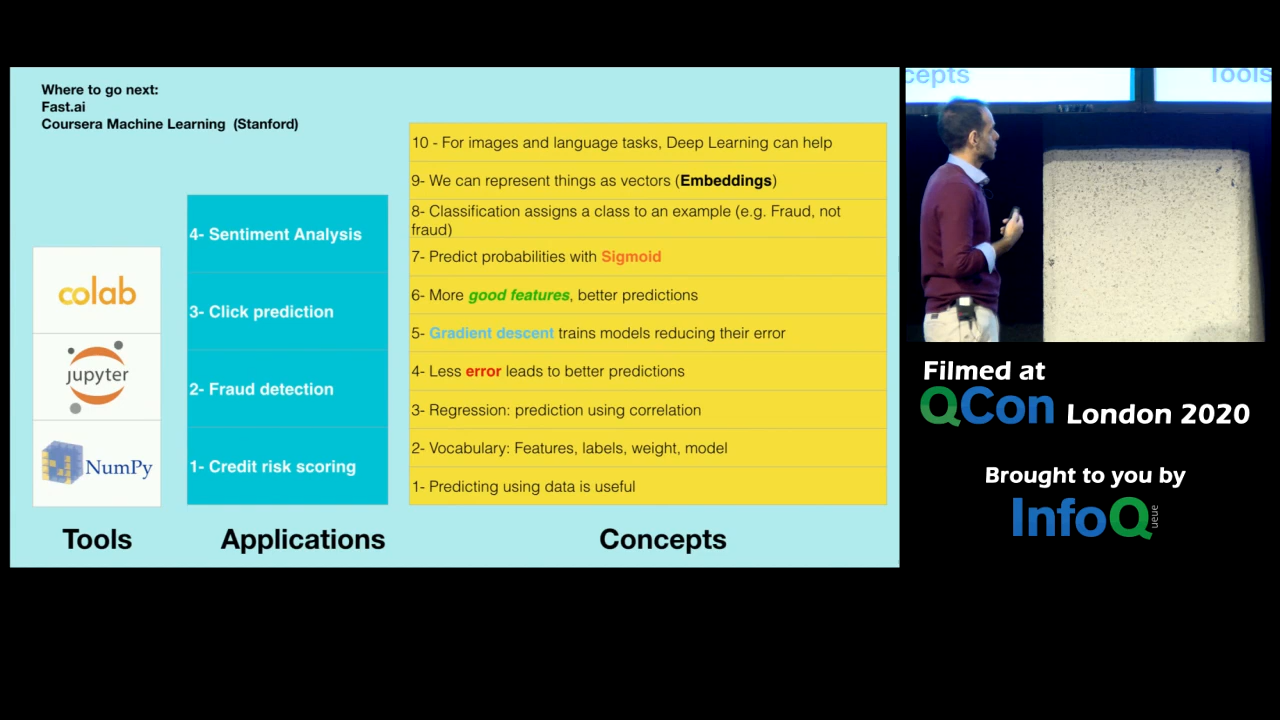 Where to go next:
Fast.ai
Coursera Machine Learning (Stanford)
colab
jupyter
NumPy
Tools
4- Sentiment Analysis
3- Click prediction
2- Fraud detection
1- Credit risk scoring
Applications
10 - For images and language tasks, Deep Learning can help
9- We can represent things as vectors (Embeddings)
8- Classification assigns a class to an example (e.g. Fraud, not
fraud)
7- Predict probabilities with Sigmoid
6- More good features, better predictions
5- Gradient descent trains models reducing their error
4- Less error leads to better predictions
3- Regression: prediction using correlation
2- Vocabulary: Features, labels, weight, model
1- Predicting using data is useful
Concepts
cepts
Tools
Filmed at
QCon London 2020
Brought to you by
InfoQ
ueue